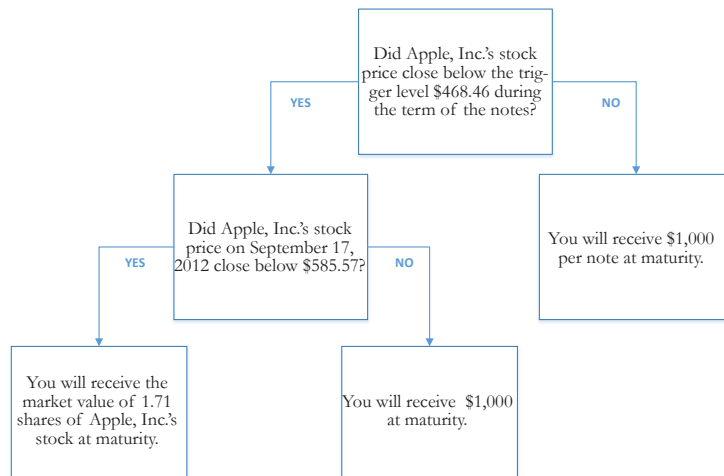 Did Apple, Inc.'s stock
price close below the trig-
ger level $468.46 during
the term of the notes?
YES
NO
Did Apple, Inc.'s stock
price on September 17,
2012 close below $585.57?
You will receive $1,000
per note at maturity.
YES
NO
You will receive the
market value of 1.71
shares of Apple, Inc.'s
stock at maturity.
You will receive $1,000
at maturity.